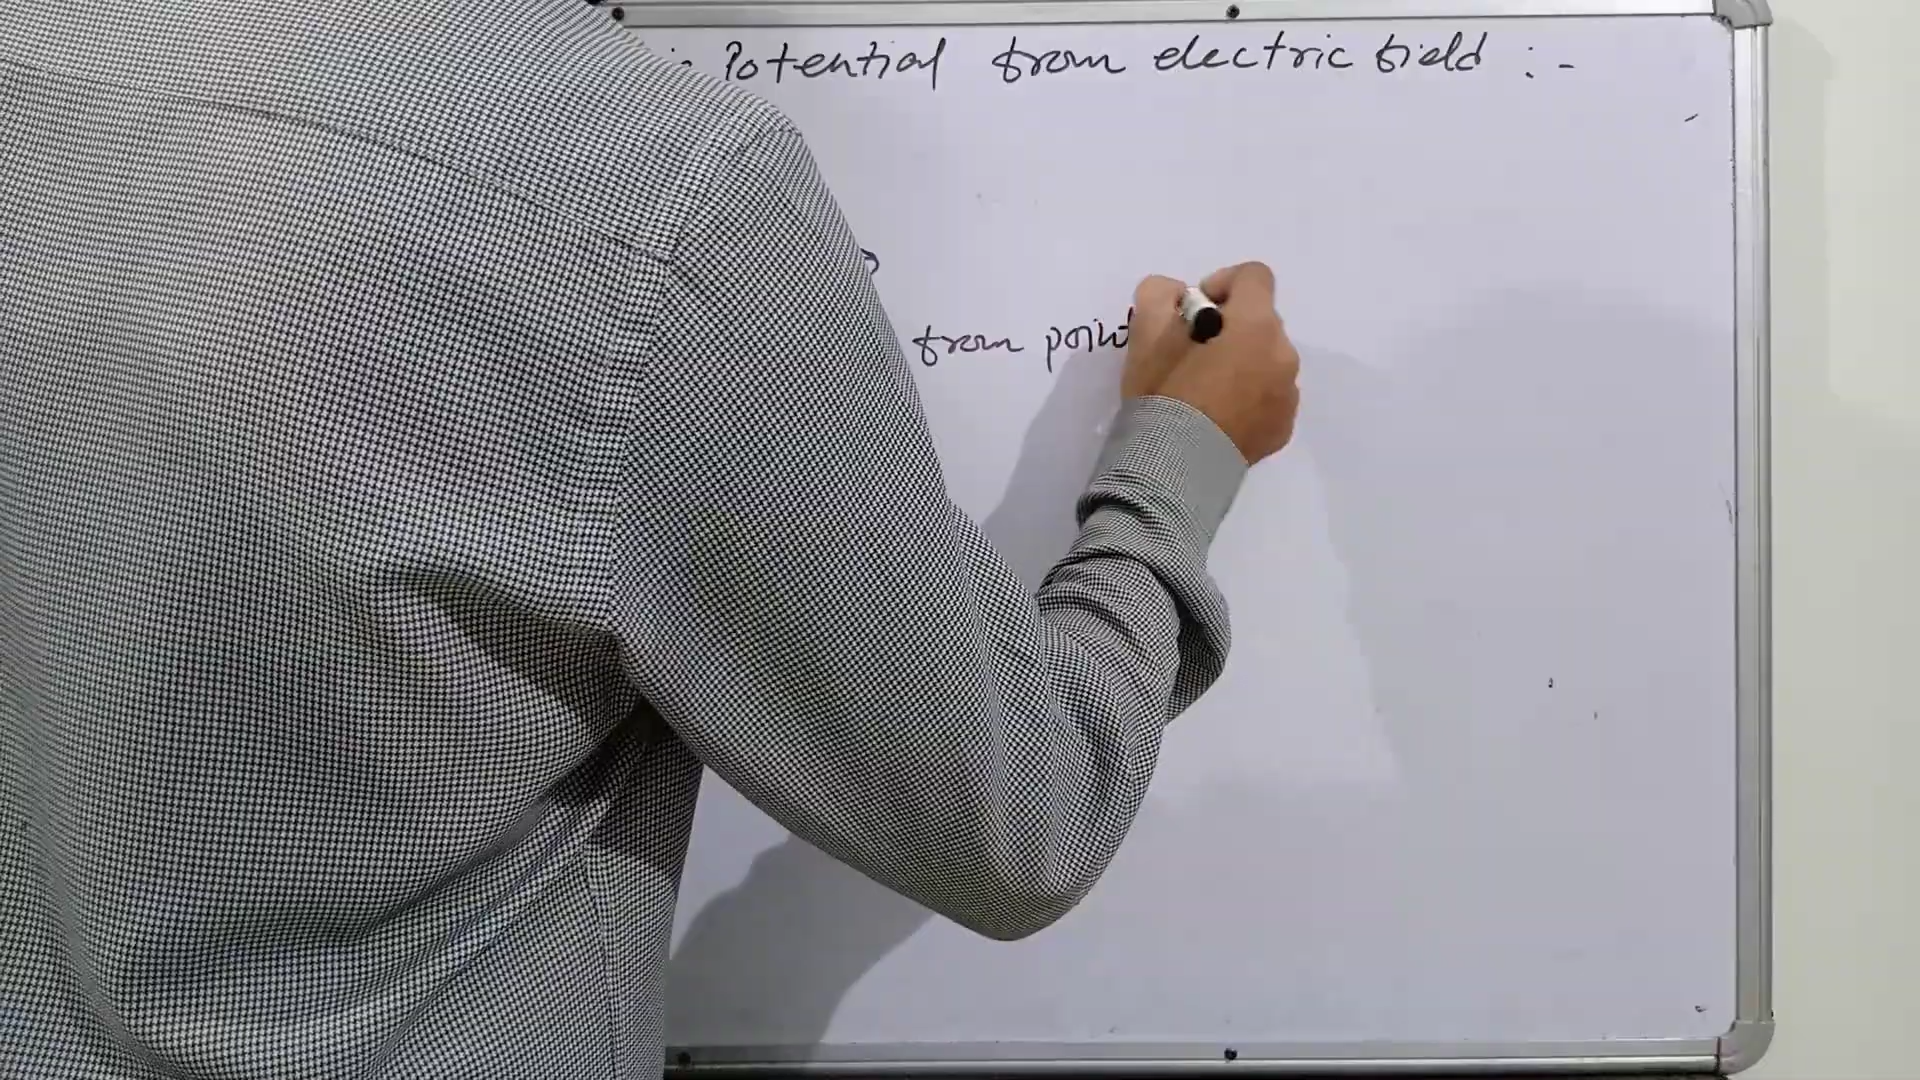 : Potential from electric field :-
from point